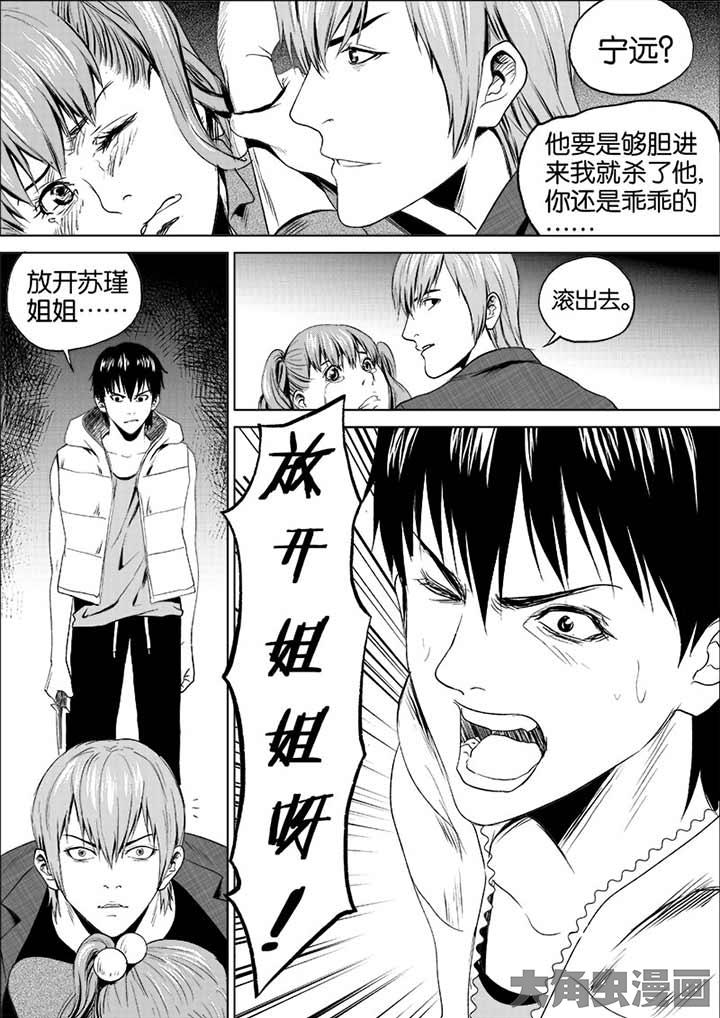 宁远?
他要是够胆进
来我就杀了他,
你还是乖乖的
……
放开苏瑾
姐姐……
滚出去。
放开姐姐呀!
大角虫漫画